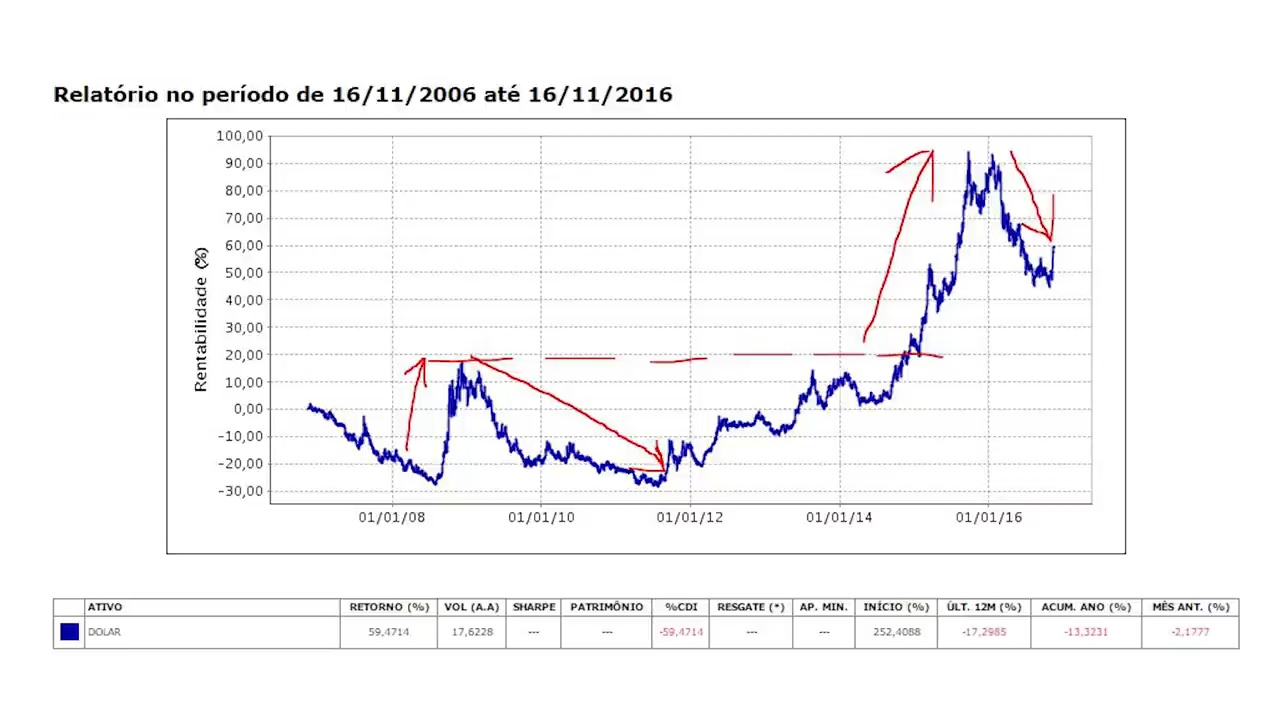 Relatório no período de 16/11/2006 até 16/11/2016
100,00
90,00
80,00
70,00
60,00
50,00
40,00
30,00
20,00
10,00
0,00
-10,00
-20,00
-30,00
Rentabilidade (%)
01/01/08 01/01/10 01/01/12 01/01/14 01/01/16
ATIVO RETORNO (%) VOL (A.A) SHARPE PATRIMÔNIO %CDI RESGATE (*) AP. MIN. INÍCIO (%) ÚLT. 12M (%) ACUM. ANO (%) MÊS ANT. (%)
DOLAR 59,4714 17,6228 --- --- -59,4714 --- --- 252,4088 -17,2985 -13,3231 -2,1777